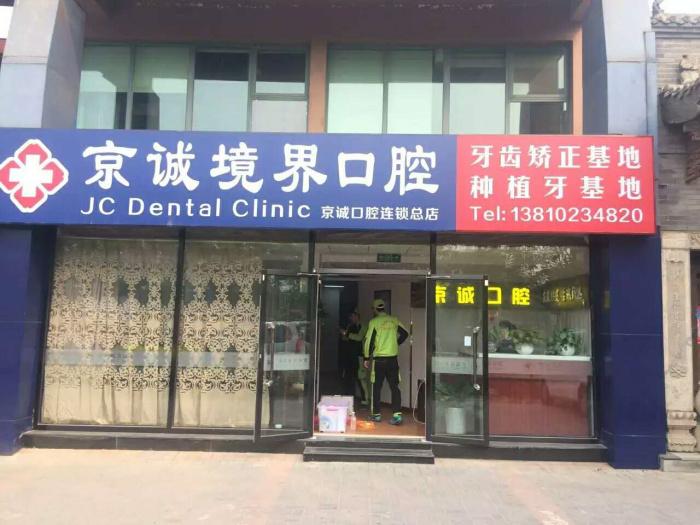 京诚境界口腔
JC Dental Clinic 京诚口腔连锁总店
牙齿矫正基地
种植牙基地
Tel: 13810234820
京诚口腔